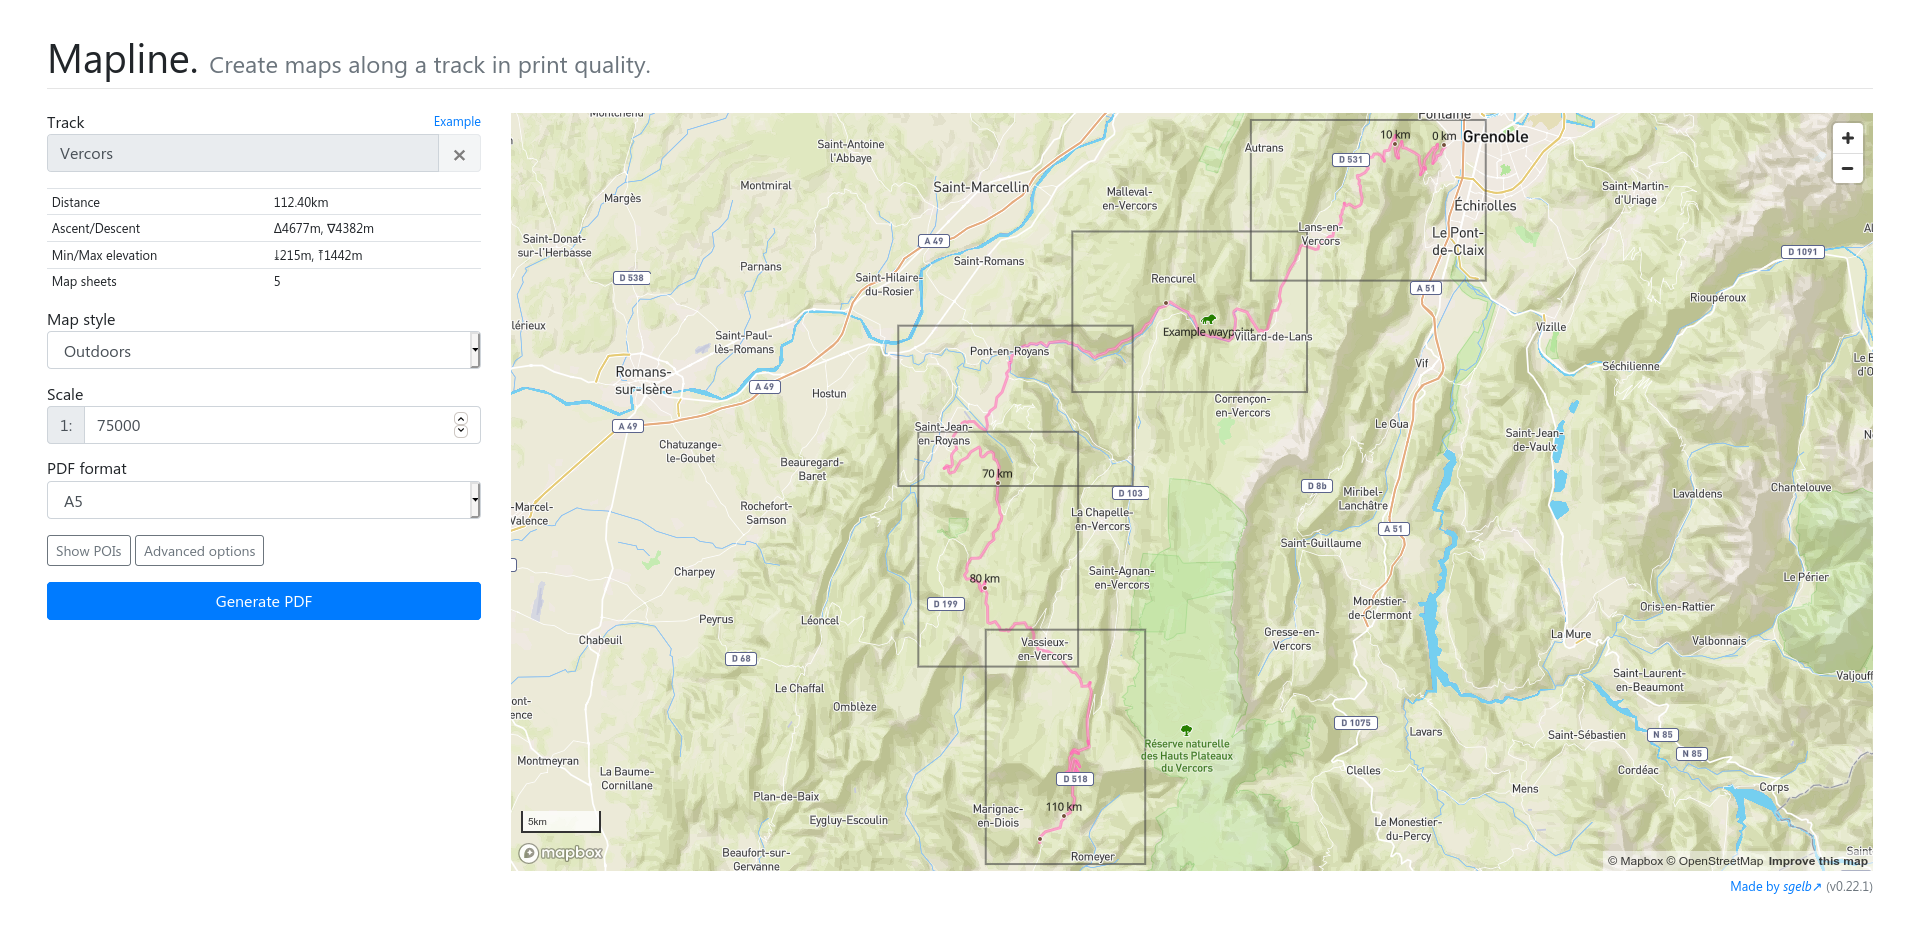 Mapline. Create maps along a track in print quality.
Track
Example
Vercors
Distance 112.40km
Ascent/Descent Δ4677m, ∇4382m
Min/Max elevation ↓215m, ↑1442m
Map sheets 5
Map style
Outdoors
Scale
1: 75000
PDF format
A5
Show POIs
Advanced options
Generate PDF
Fontaine
10 km
0 km
Grenoble
Saint-Antoine
l'Abbaye
Autrans
D 531
Montmiral
Saint-Marcellin
Malleval-
en-Vercors
Saint-Martin-
d'Uriage
Margès
Échirolles
Saint-Donat-
sur-l'Herbasse
A 49
Lans-en-
Vercors
Le Pont-
de-Claix
D 1091
Parnans
Saint-Romans
D 538
Saint-Hilaire-
du-Rosier
Rencurel
A 51
Rioupéroux
lérieux
Saint-Paul-
lès-Romans
Example waypoint
Villard-de-Lans
Vizille
Pont-en-Royans
Vif
Séchilienne
Romans-
sur-Isère
A 49
Hostun
Corrençon-
en-Vercors
A 49
Saint-Jean-
en-Royans
Le Gua
Saint-Jean-
de-Vaulx
Chatuzange-
le-Goubet
Beauregard-
Baret
70 km
D 8b
Miribel-
Lanchâtre
Lavaldens
Chantelouve
D 103
-Marcel-
Valence
Rochefort-
Samson
La Chapelle-
en-Vercors
A 51
Saint-Guillaume
Charpey
80 km
Saint-Agnan-
en-Vercors
Le Périer
D 199
Monestier-
de-Clermont
Oris-en-Rattier
Peyrus
Léoncel
Chabeuil
Vassieux-
en-Vercors
Gresse-en-
Vercors
La Mure
Valbonnais
D 68
Le Chaffal
Saint-Laurent-
en-Beaumont
Valjouf
Omblèze
ont-
ence
D 1075
Lavars
Saint-Sébastien
N 85
Réserve naturelle
des Hauts Plateaux
du Vercors
N 85
Montmeyran
La Baume-
Cornillane
D 518
Clelles
Cordéac
Plan-de-Baix
Mens
Corps
110 km
Marignac-
en-Diois
Eygluy-Escoulin
Le Monestier-
du-Percy
5km
mapbox
Beaufort-sur-
Gervanne
Romeyer
Saint
© Mapbox © OpenStreetMap Improve this map
Made by sgelb↗ (v0.22.1)